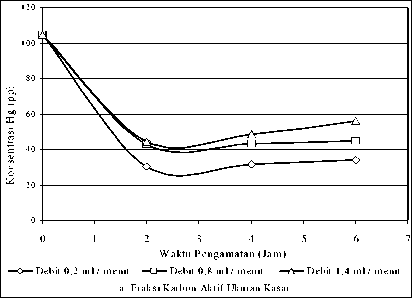 120
100
80
60
40
20
0
Konsentrasi Hg (ppb)
0 1 2 3 4 5 6 7
Waktu Pengamatan (Jam)
Debit 0,2 ml / menit Debit 0,8 ml / menit Debit 1,4 ml / menit
a. Fraksi Karbon Aktif Ukuran Kasar